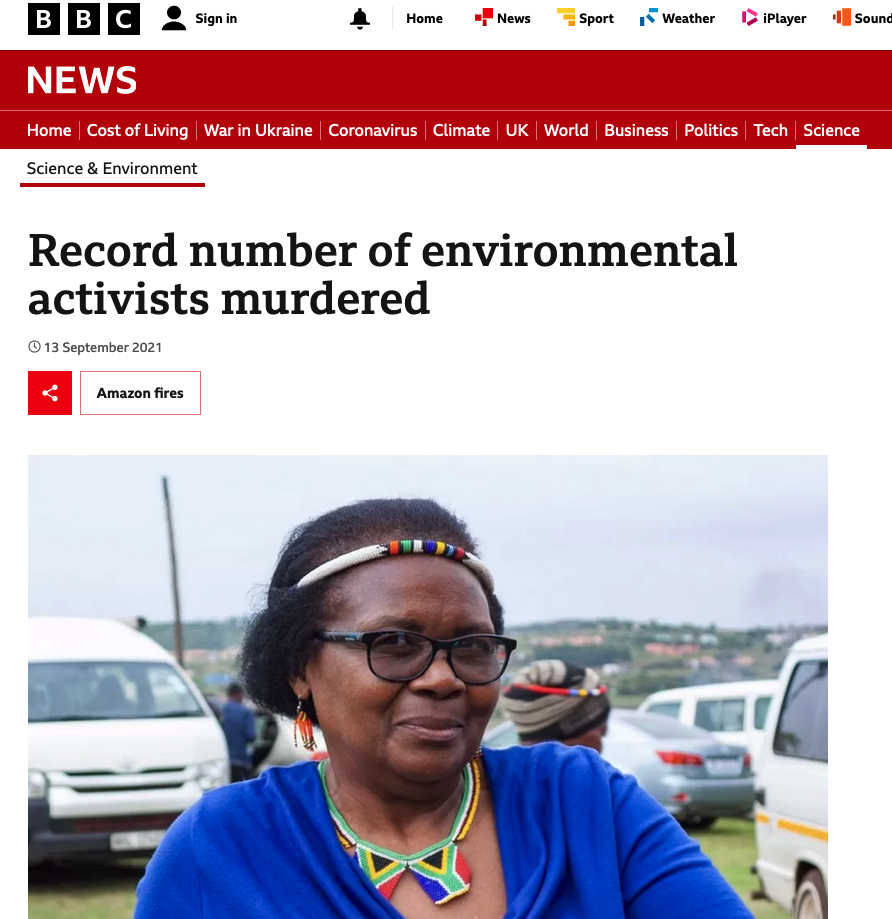 BBC Sign in Home News Sport Weather iPlayer Sound
NEWS
Home Cost of Living War in Ukraine Coronavirus Climate UK World Business Politics Tech Science
Science & Environment
Record number of environmental
activists murdered
13 September 2021
Amazon fires